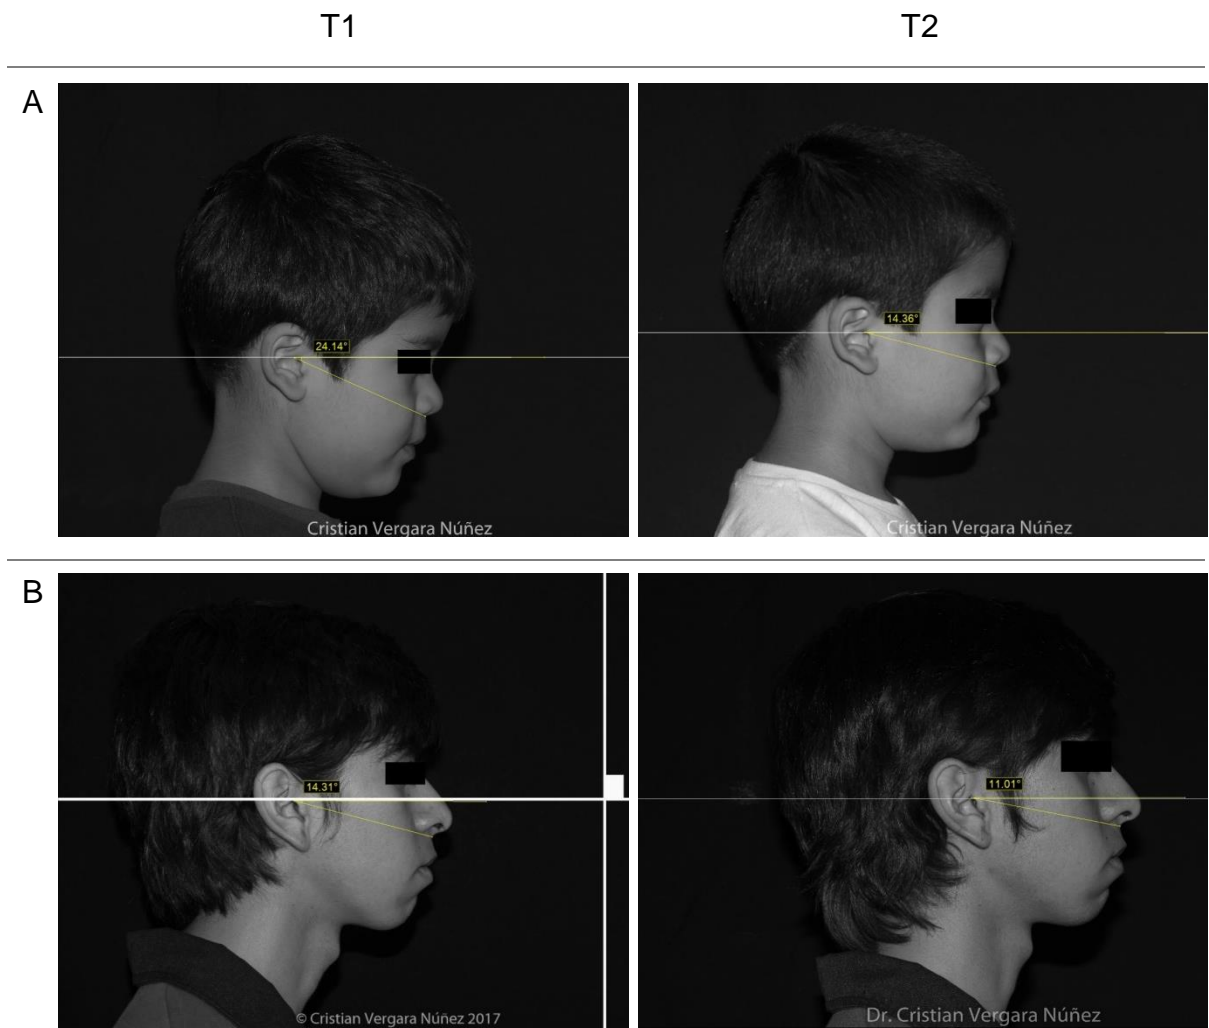 T1
T2
A
24.14°
14.36°
Cristian Vergara Núñez
Cristian Vergara Núñez
B
14.31°
11.01°
© Cristian Vergara Núñez 2017
Dr. Cristian Vergara Núñez